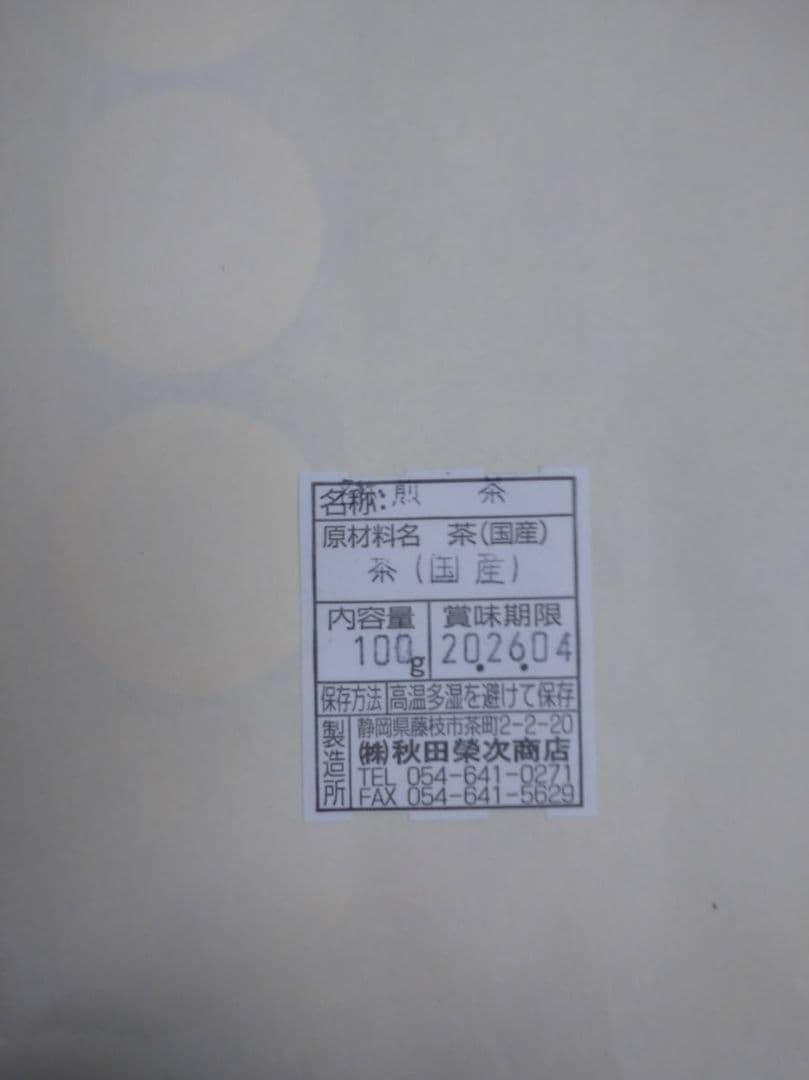 名称: 煎 茶
原材料名 茶(国産)
茶(国産)
内容量 賞味期限
100g 20.26.04
保存方法 高温多湿を避けて保存
製造所 静岡県藤枝市茶町2-2-20
㈱秋田榮次商店
TEL 054-641-0271
FAX 054-641-5629